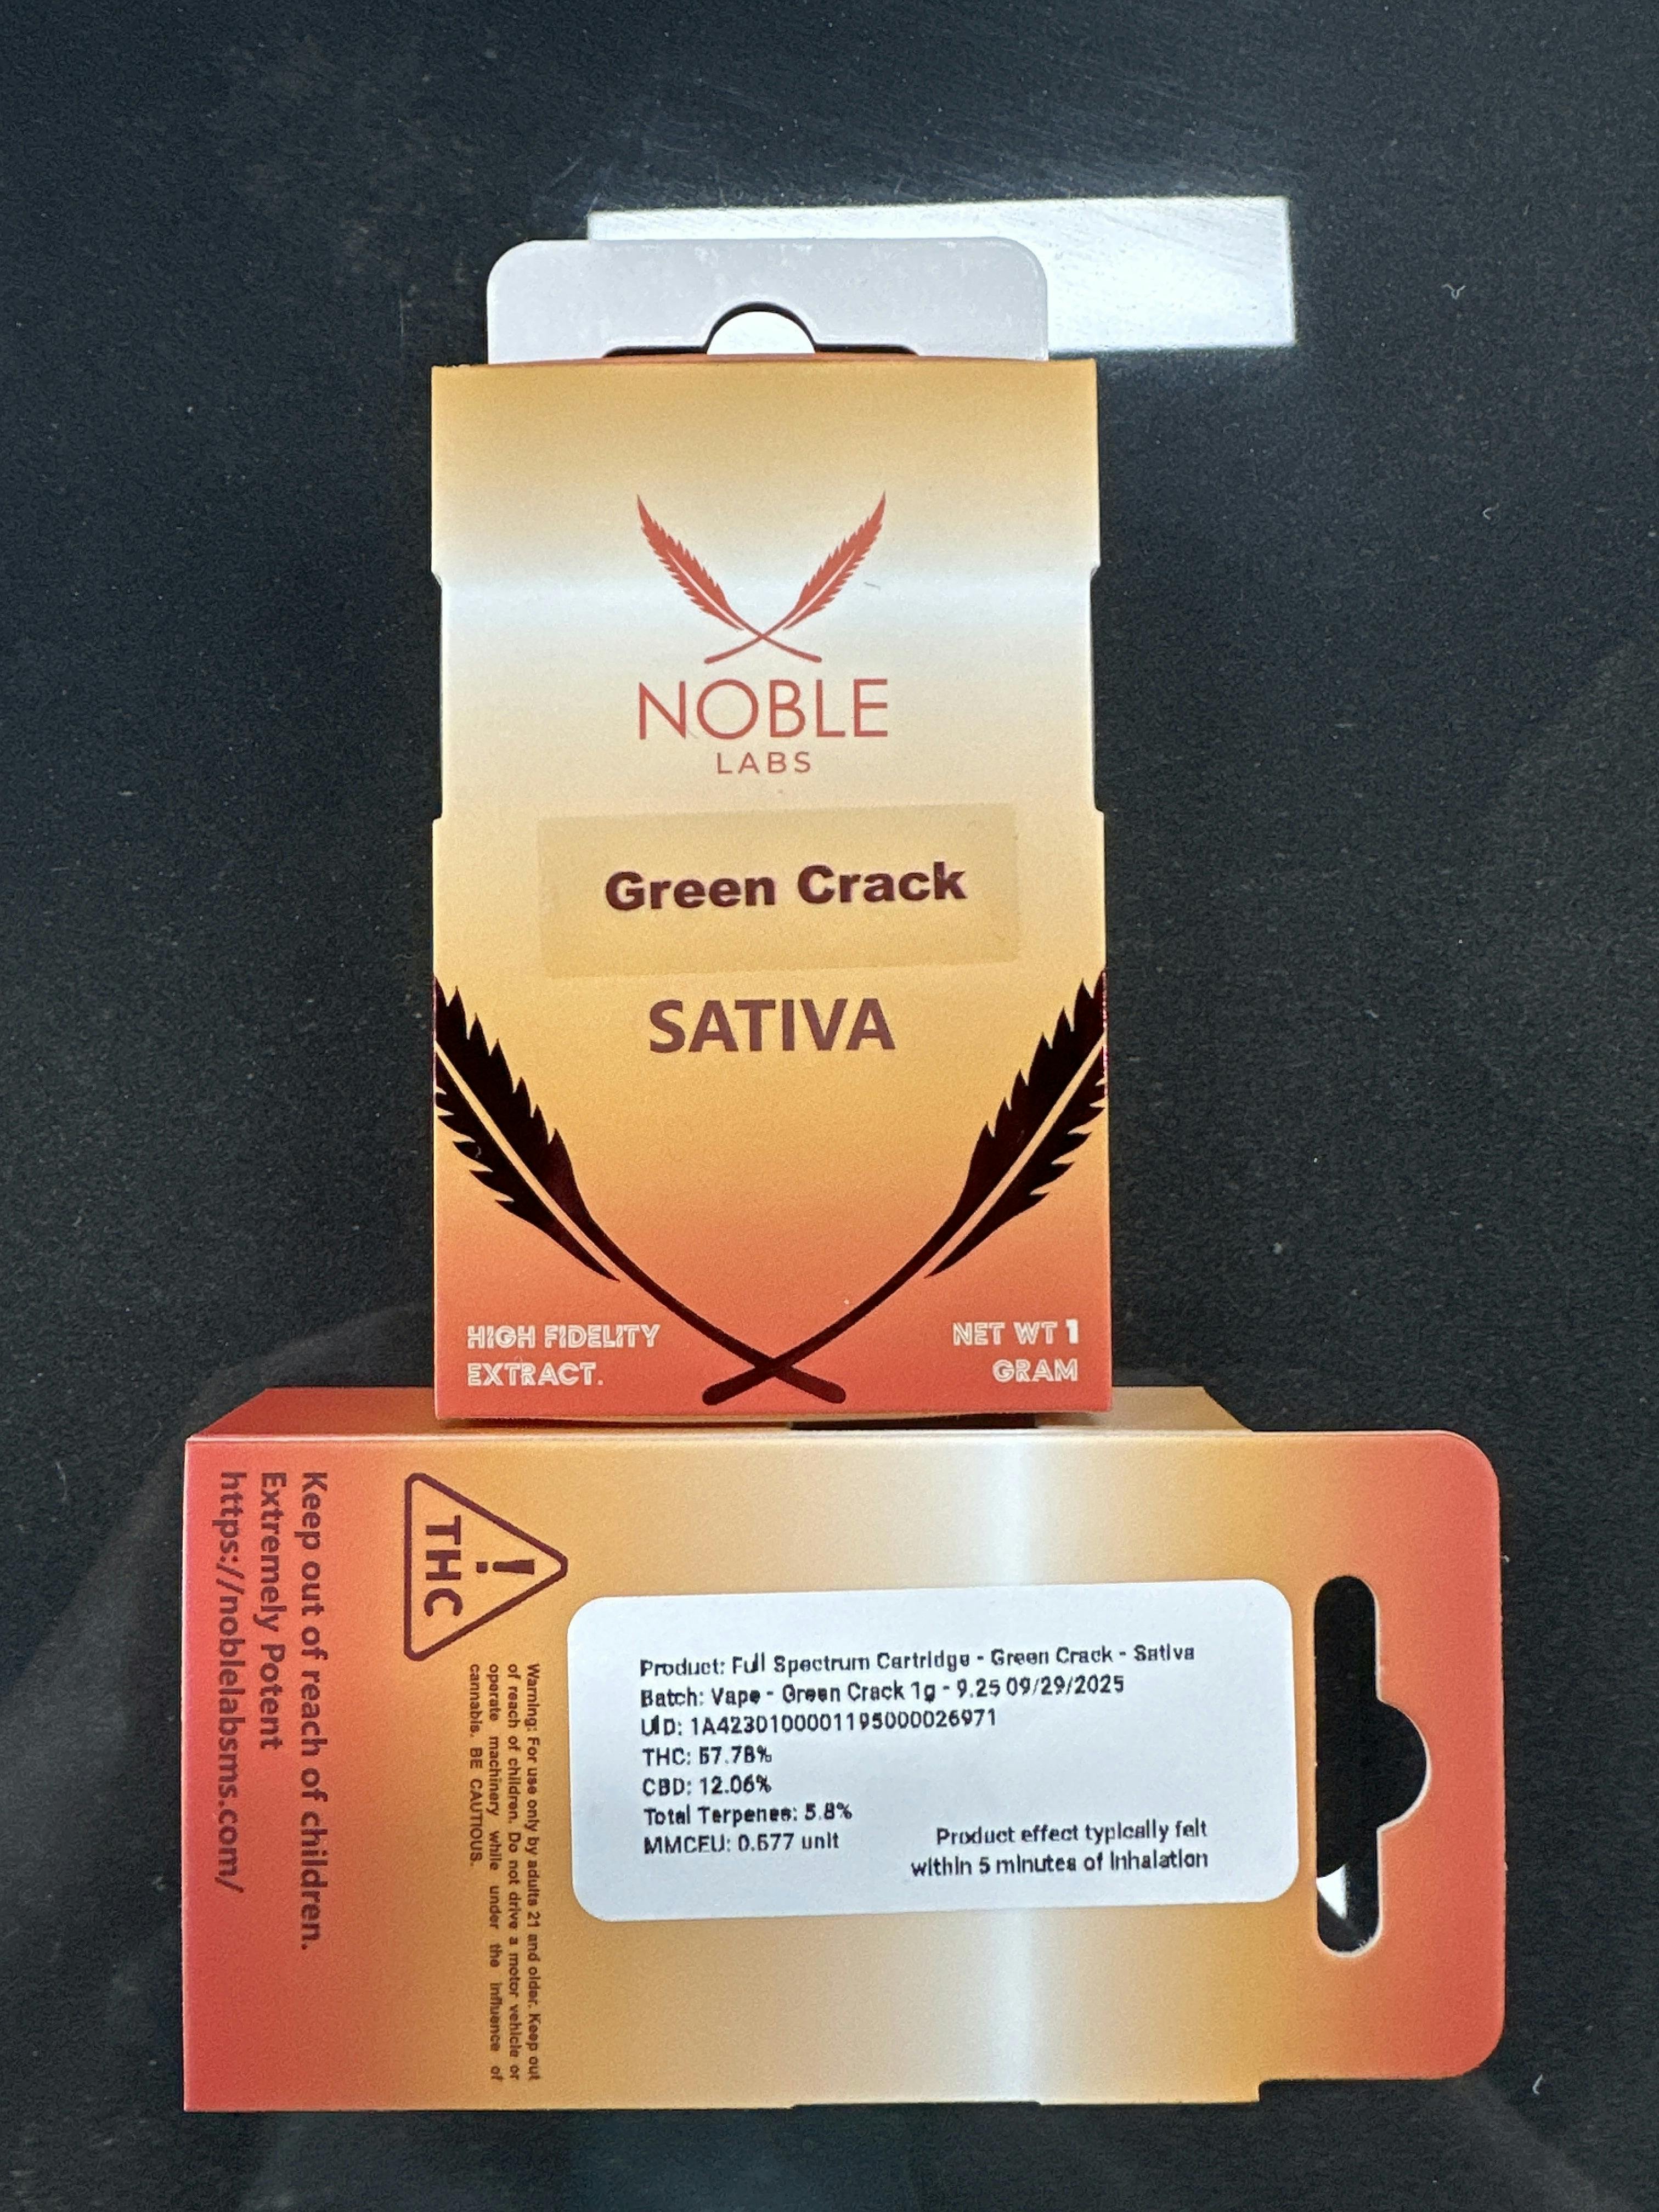 NOBLE
LABS
Green Crack
SATIVA
HIGH FIDELITY
EXTRACT.
NET WT 1
GRAM
Product: Full Spectrum Cartridge - Green Crack - Sativa
Batch: Vape - Green Crack 1g - 9.25 09/29/2025
UID: 1A4230100001195000026971
THC: 57.78%
CBD: 12.06%
Total Terpenes: 5.8%
MMCEU: 0.577 unit
Product effect typically felt
within 5 minutes of inhalation
THC
Warning: For use only by adults 21 and older. Keep out
of reach of children. Do not drive a motor vehicle or
operate machinery while under the influence of
cannabis. BE CAUTIOUS.
Keep out of reach of children.
Extremely Potent
https://noblelabsms.com/